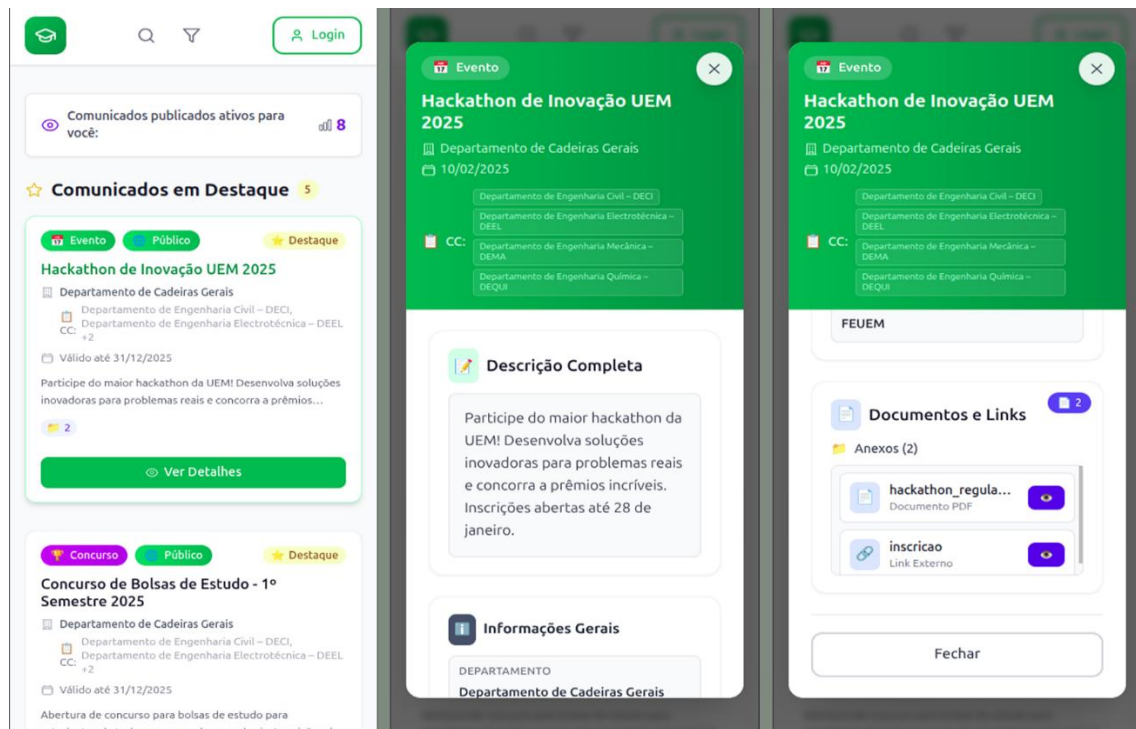 Login
Comunicados publicados ativos para
você:
8
Comunicados em Destaque 5
Evento Público Destaque
Hackathon de Inovação UEM 2025
Departamento de Cadeiras Gerais
CC: Departamento de Engenharia Civil – DECI,
Departamento de Engenharia Electrotécnica – DEEL
+2
Válido até 31/12/2025
Participe do maior hackathon da UEM! Desenvolva soluções
inovadoras para problemas reais e concorra a prêmios...
2
Ver Detalhes
Concurso Público Destaque
Concurso de Bolsas de Estudo - 1º
Semestre 2025
Departamento de Cadeiras Gerais
CC: Departamento de Engenharia Civil – DECI,
Departamento de Engenharia Electrotécnica – DEEL
+2
Válido até 31/12/2025
Abertura de concurso para bolsas de estudo para
Evento
Hackathon de Inovação UEM
2025
Departamento de Cadeiras Gerais
10/02/2025
CC:
Departamento de Engenharia Civil – DECI
Departamento de Engenharia Electrotécnica –
DEEL
Departamento de Engenharia Mecânica –
DEMA
Departamento de Engenharia Química –
DEQUI
Descrição Completa
Participe do maior hackathon da
UEM! Desenvolva soluções
inovadoras para problemas reais
e concorra a prêmios incríveis.
Inscrições abertas até 28 de
janeiro.
Informações Gerais
DEPARTAMENTO
Departamento de Cadeiras Gerais
Evento
Hackathon de Inovação UEM
2025
Departamento de Cadeiras Gerais
10/02/2025
CC:
Departamento de Engenharia Civil – DECI
Departamento de Engenharia Electrotécnica –
DEEL
Departamento de Engenharia Mecânica –
DEMA
Departamento de Engenharia Química –
DEQUI
FEUEM
Documentos e Links 2
Anexos (2)
hackathon_regula...
Documento PDF
inscricao
Link Externo
Fechar